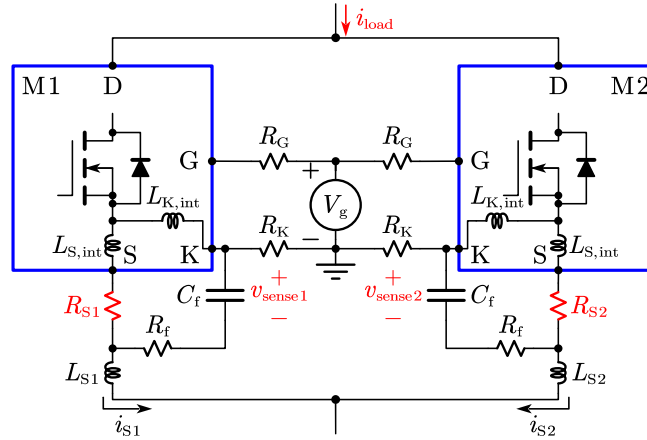 i_load
M1 D D M2
R_G R_G
G + G
L_K,int V_g L_K,int
R_K − R_K
L_S,int S K K S L_S,int
R_S1 + + R_S2
C_f v_sense1 v_sense2 C_f
− −
R_f R_f
L_S1 L_S2
i_S1 i_S2